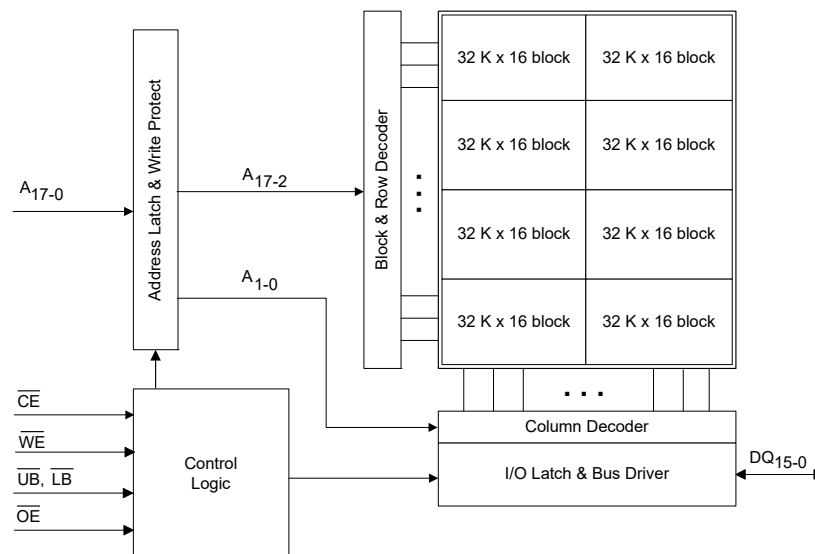 32 K x 16 block 32 K x 16 block
32 K x 16 block 32 K x 16 block
32 K x 16 block 32 K x 16 block
32 K x 16 block 32 K x 16 block
Address Latch & Write Protect
Block & Row Decoder
A17-0
A17-2
A1-0
. . .
. . .
CE
WE
UB, LB
OE
Control
Logic
Column Decoder
I/O Latch & Bus Driver
DQ15-0